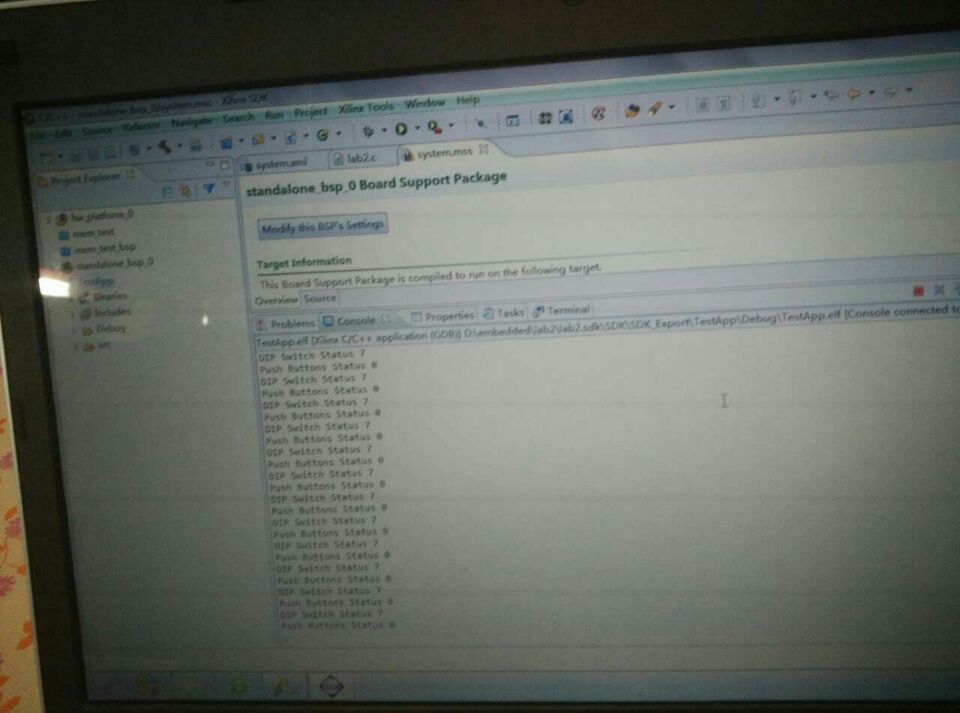 C/C++ - standalone_bsp_0/system.mss - Xilinx SDK
File Edit Source Refactor Navigate Search Run Project Xilinx Tools Window Help
system.xml lab2.c system.mss
Project Explorer
hw_platform_0
mem_test
mem_test_bsp
standalone_bsp_0
TestApp
Binaries
Includes
Debug
src
standalone_bsp_0 Board Support Package
Modify this BSP's Settings
Target Information
This Board Support Package is compiled to run on the following target.
Overview Source
Problems Console Properties Tasks Terminal
TestApp.elf [Xilinx C/C++ application (GDB)] D:\embedded\lab2\lab2.sdk\SDK\SDK_Export\TestApp\Debug\TestApp.elf [Console connected to
DIP Switch Status 7
Push Buttons Status 0
DIP Switch Status 7
Push Buttons Status 0
DIP Switch Status 7
Push Buttons Status 0
DIP Switch Status 7
Push Buttons Status 0
DIP Switch Status 7
Push Buttons Status 0
DIP Switch Status 7
Push Buttons Status 0
DIP Switch Status 7
Push Buttons Status 0
DIP Switch Status 7
Push Buttons Status 0
DIP Switch Status 7
Push Buttons Status 0
DIP Switch Status 7
Push Buttons Status 0
DIP Switch Status 7
Push Buttons Status 0
DIP Switch Status 7
Push Buttons Status 0